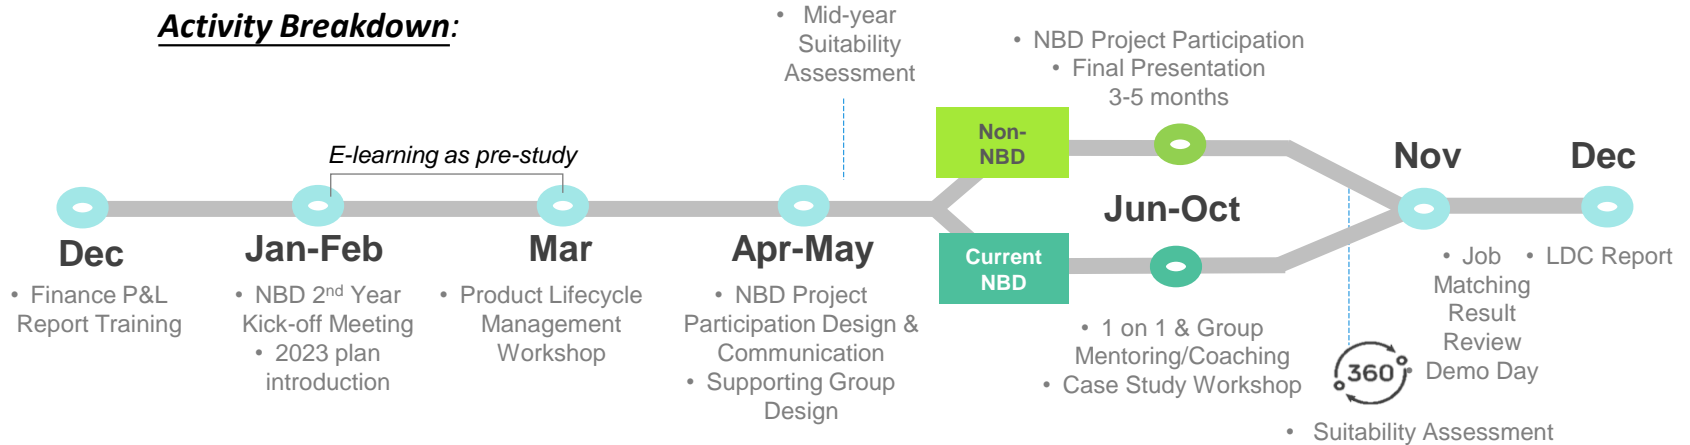 Activity Breakdown:
• Mid-year
Suitability
Assessment
• NBD Project Participation
• Final Presentation
3-5 months
E-learning as pre-study
Non-
NBD
Current
NBD
Dec
• Finance P&L
Report Training
Jan-Feb
• NBD 2nd Year
Kick-off Meeting
• 2023 plan
introduction
Mar
• Product Lifecycle
Management
Workshop
Apr-May
• NBD Project
Participation Design &
Communication
• Supporting Group
Design
Jun-Oct
• 1 on 1 & Group
Mentoring/Coaching
• Case Study Workshop
360°
• Suitability Assessment
Nov
• Job
Matching
Result
Review
• Demo Day
Dec
• LDC Report